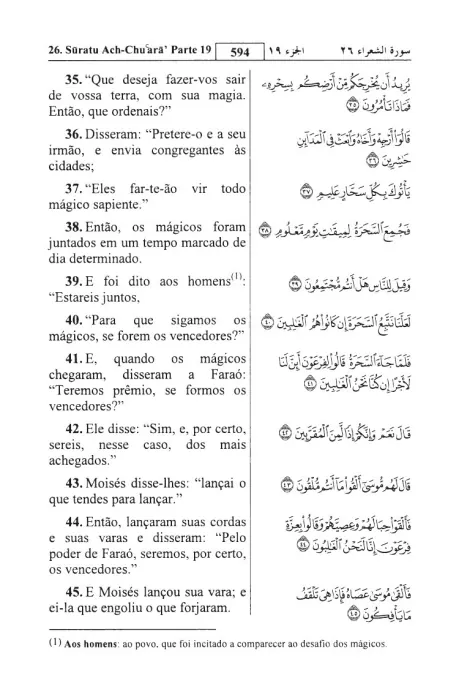 26. Sūratu Ach-Chuᶜarā’ Parte 19 594 الجزء ١٩ سورة الشعراء ٢٦
35. “Que deseja fazer-vos sair
de vossa terra, com sua magia.
Então, que ordenais?”
36. Disseram: “Pretere-o e a seu
irmão, e envia congregantes às
cidades;
37. “Eles far-te-ão vir todo
mágico sapiente.”
38. Então, os mágicos foram
juntados em um tempo marcado de
dia determinado.
39. E foi dito aos homens(1):
“Estareis juntos,
40. “Para que sigamos os
mágicos, se forem os vencedores?”
41. E, quando os mágicos
chegaram, disseram a Faraó:
“Teremos prêmio, se formos os
vencedores?”
42. Ele disse: “Sim, e, por certo,
sereis, nesse caso, dos mais
achegados.”
43. Moisés disse-lhes: “lançai o
que tendes para lançar.”
44. Então, lançaram suas cordas
e suas varas e disseram: “Pelo
poder de Faraó, seremos, por certo,
os vencedores.”
45. E Moisés lançou sua vara; e
ei-la que engoliu o que forjaram.
يُرِيدُ أَن يُخْرِجَكُم مِّنْ أَرْضِكُم بِسِحْرِهِۦ
فَمَاذَا تَأْمُرُونَ ٣٥
قَالُوٓا۟ أَرْجِهْ وَأَخَاهُ وَٱبْعَثْ فِى ٱلْمَدَآئِنِ
حَٰشِرِينَ ٣٦
يَأْتُوكَ بِكُلِّ سَحَّارٍ عَلِيمٍ ٣٧
فَجُمِعَ ٱلسَّحَرَةُ لِمِيقَٰتِ يَوْمٍ مَّعْلُومٍ ٣٨
وَقِيلَ لِلنَّاسِ هَلْ أَنتُم مُّجْتَمِعُونَ ٣٩
لَعَلَّنَا نَتَّبِعُ ٱلسَّحَرَةَ إِن كَانُوا۟ هُمُ ٱلْغَٰلِبِينَ ٤٠
فَلَمَّا جَآءَ ٱلسَّحَرَةُ قَالُوا۟ لِفِرْعَوْنَ أَئِنَّ لَنَا
لَأَجْرًا إِن كُنَّا نَحْنُ ٱلْغَٰلِبِينَ ٤١
قَالَ نَعَمْ وَإِنَّكُمْ إِذًا لَّمِنَ ٱلْمُقَرَّبِينَ ٤٢
قَالَ لَهُم مُّوسَىٰٓ أَلْقُوا۟ مَآ أَنتُم مُّلْقُونَ ٤٣
فَأَلْقَوْا۟ حِبَالَهُمْ وَعِصِيَّهُمْ وَقَالُوا۟ بِعِزَّةِ
فِرْعَوْنَ إِنَّا لَنَحْنُ ٱلْغَٰلِبُونَ ٤٤
فَأَلْقَىٰ مُوسَىٰ عَصَاهُ فَإِذَا هِىَ تَلْقَفُ
مَا يَأْفِكُونَ ٤٥
(1) Aos homens: ao povo, que foi incitado a comparecer ao desafio dos mágicos.